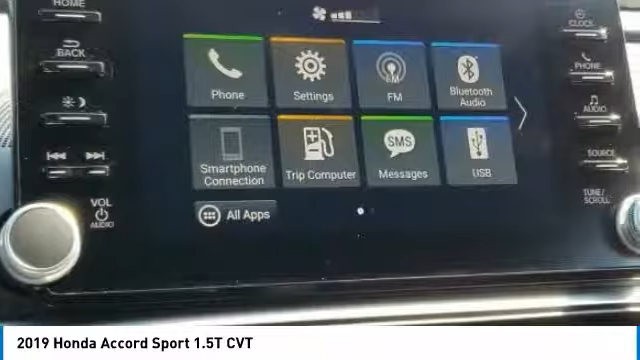 HOME
CLOCK
BACK
PHONE
Phone
Settings
FM
Bluetooth
Audio
AUDIO
SMS
Smartphone
Connection
Trip Computer
Messages
USB
SOURCE
VOL
AUDIO
All Apps
TUNE/
SCROLL
2019 Honda Accord Sport 1.5T CVT